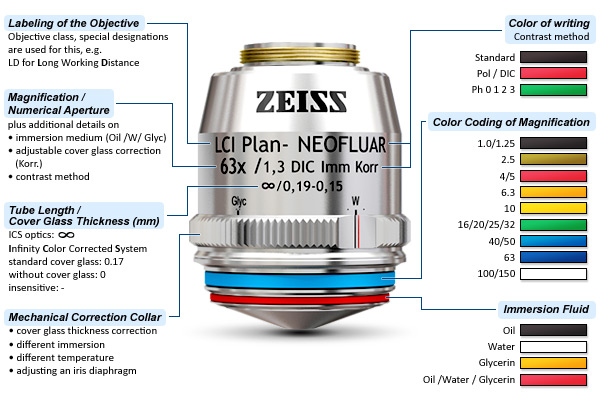 Labeling of the Objective
Objective class, special designations
are used for this, e.g.
LD for Long Working Distance
Magnification /
Numerical Aperture
plus additional details on
• immersion medium (Oil /W/ Glyc)
• adjustable cover glass correction
(Korr.)
• contrast method
Tube Length /
Cover Glass Thickness (mm)
ICS optics: ∞
Infinity Color Corrected System
standard cover glass: 0.17
without cover glass: 0
insensitive: -
Mechanical Correction Collar
• cover glass thickness correction
• different immersion
• different temperature
• adjusting an iris diaphragm
ZEISS
LCI Plan- NEOFLUAR
63x /1,3 DIC Imm Korr
∞/0,19-0,15
Glyc
W
Color of writing
Contrast method
Standard
Pol / DIC
Ph 0 1 2 3
Color Coding of Magnification
1.0/1.25
2.5
4/5
6.3
10
16/20/25/32
40/50
63
100/150
Immersion Fluid
Oil
Water
Glycerin
Oil /Water / Glycerin